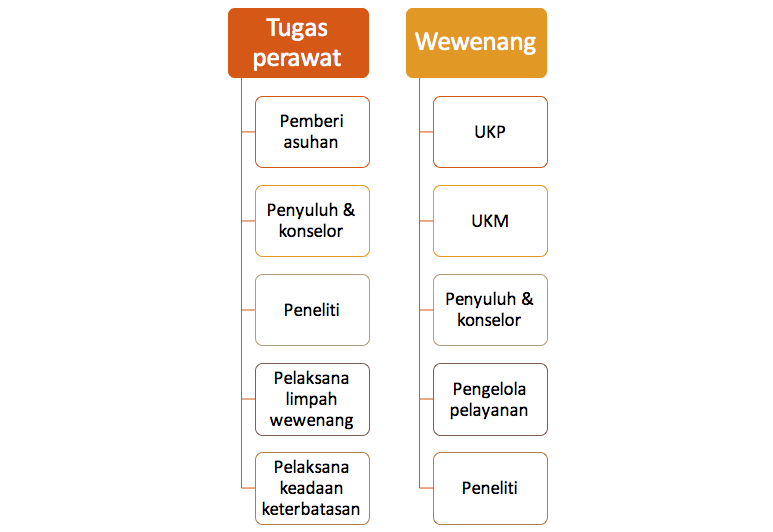 Tugas
perawat
Pemberi
asuhan
Penyuluh &
konselor
Peneliti
Pelaksana
limpah
wewenang
Pelaksana
keadaan
keterbatasan
Wewenang
UKP
UKM
Penyuluh &
konselor
Pengelola
pelayanan
Peneliti